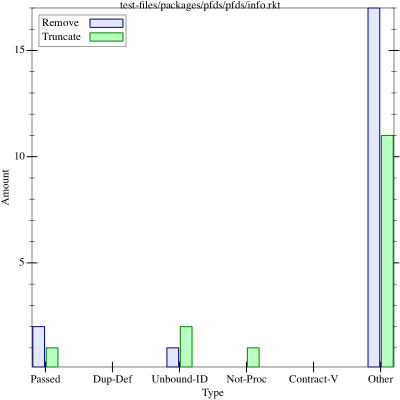 test-files/packages/pfds/pfds/info.rkt
Remove
Truncate
15
10
5
Amount
Passed Dup-Def Unbound-ID Not-Proc Contract-V Other
Type